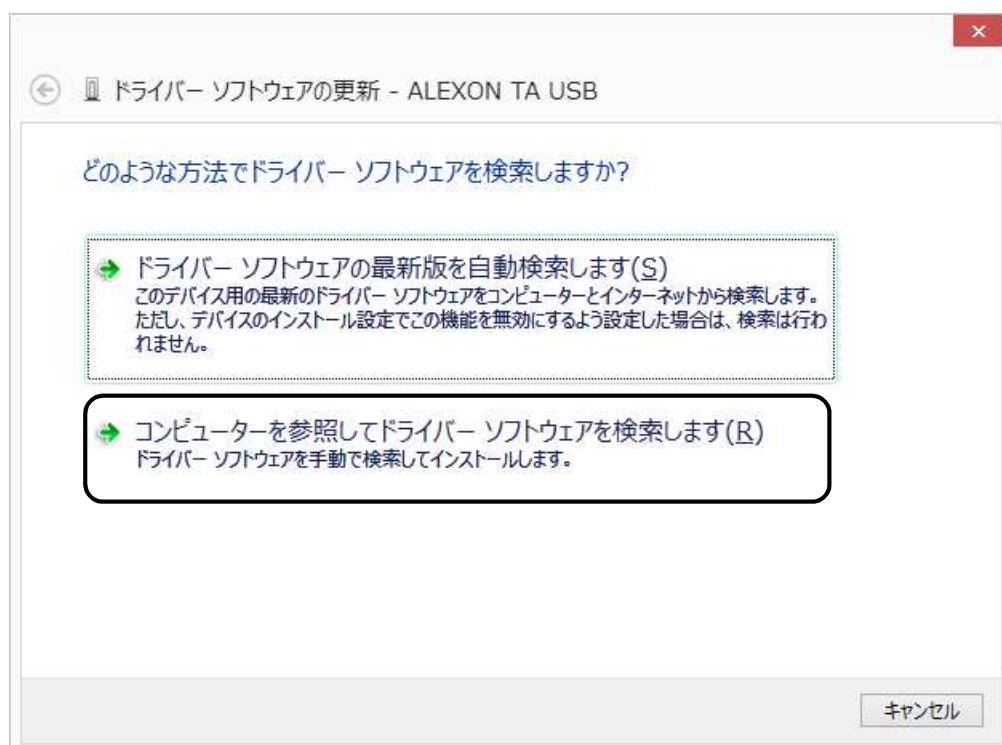 ドライバー ソフトウェアの更新 - ALEXON TA USB
どのような方法でドライバー ソフトウェアを検索しますか?
ドライバー ソフトウェアの最新版を自動検索します(S)
このデバイス用の最新のドライバー ソフトウェアをコンピューターとインターネットから検索します。
ただし、デバイスのインストール設定でこの機能を無効にするよう設定した場合は、検索は行わ
れません。
コンピューターを参照してドライバー ソフトウェアを検索します(R)
ドライバー ソフトウェアを手動で検索してインストールします。
キャンセル